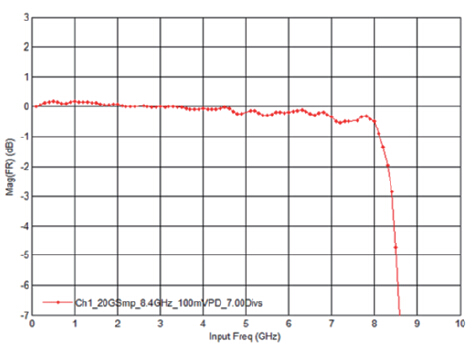 3
2
1
0
-1
-2
-3
-4
-5
-6
-7
Mag(FR) (dB)
Ch1_20GSmp_8.4GHz_100mVPD_7.00Divs
0 1 2 3 4 5 6 7 8 9 10
Input Freq (GHz)